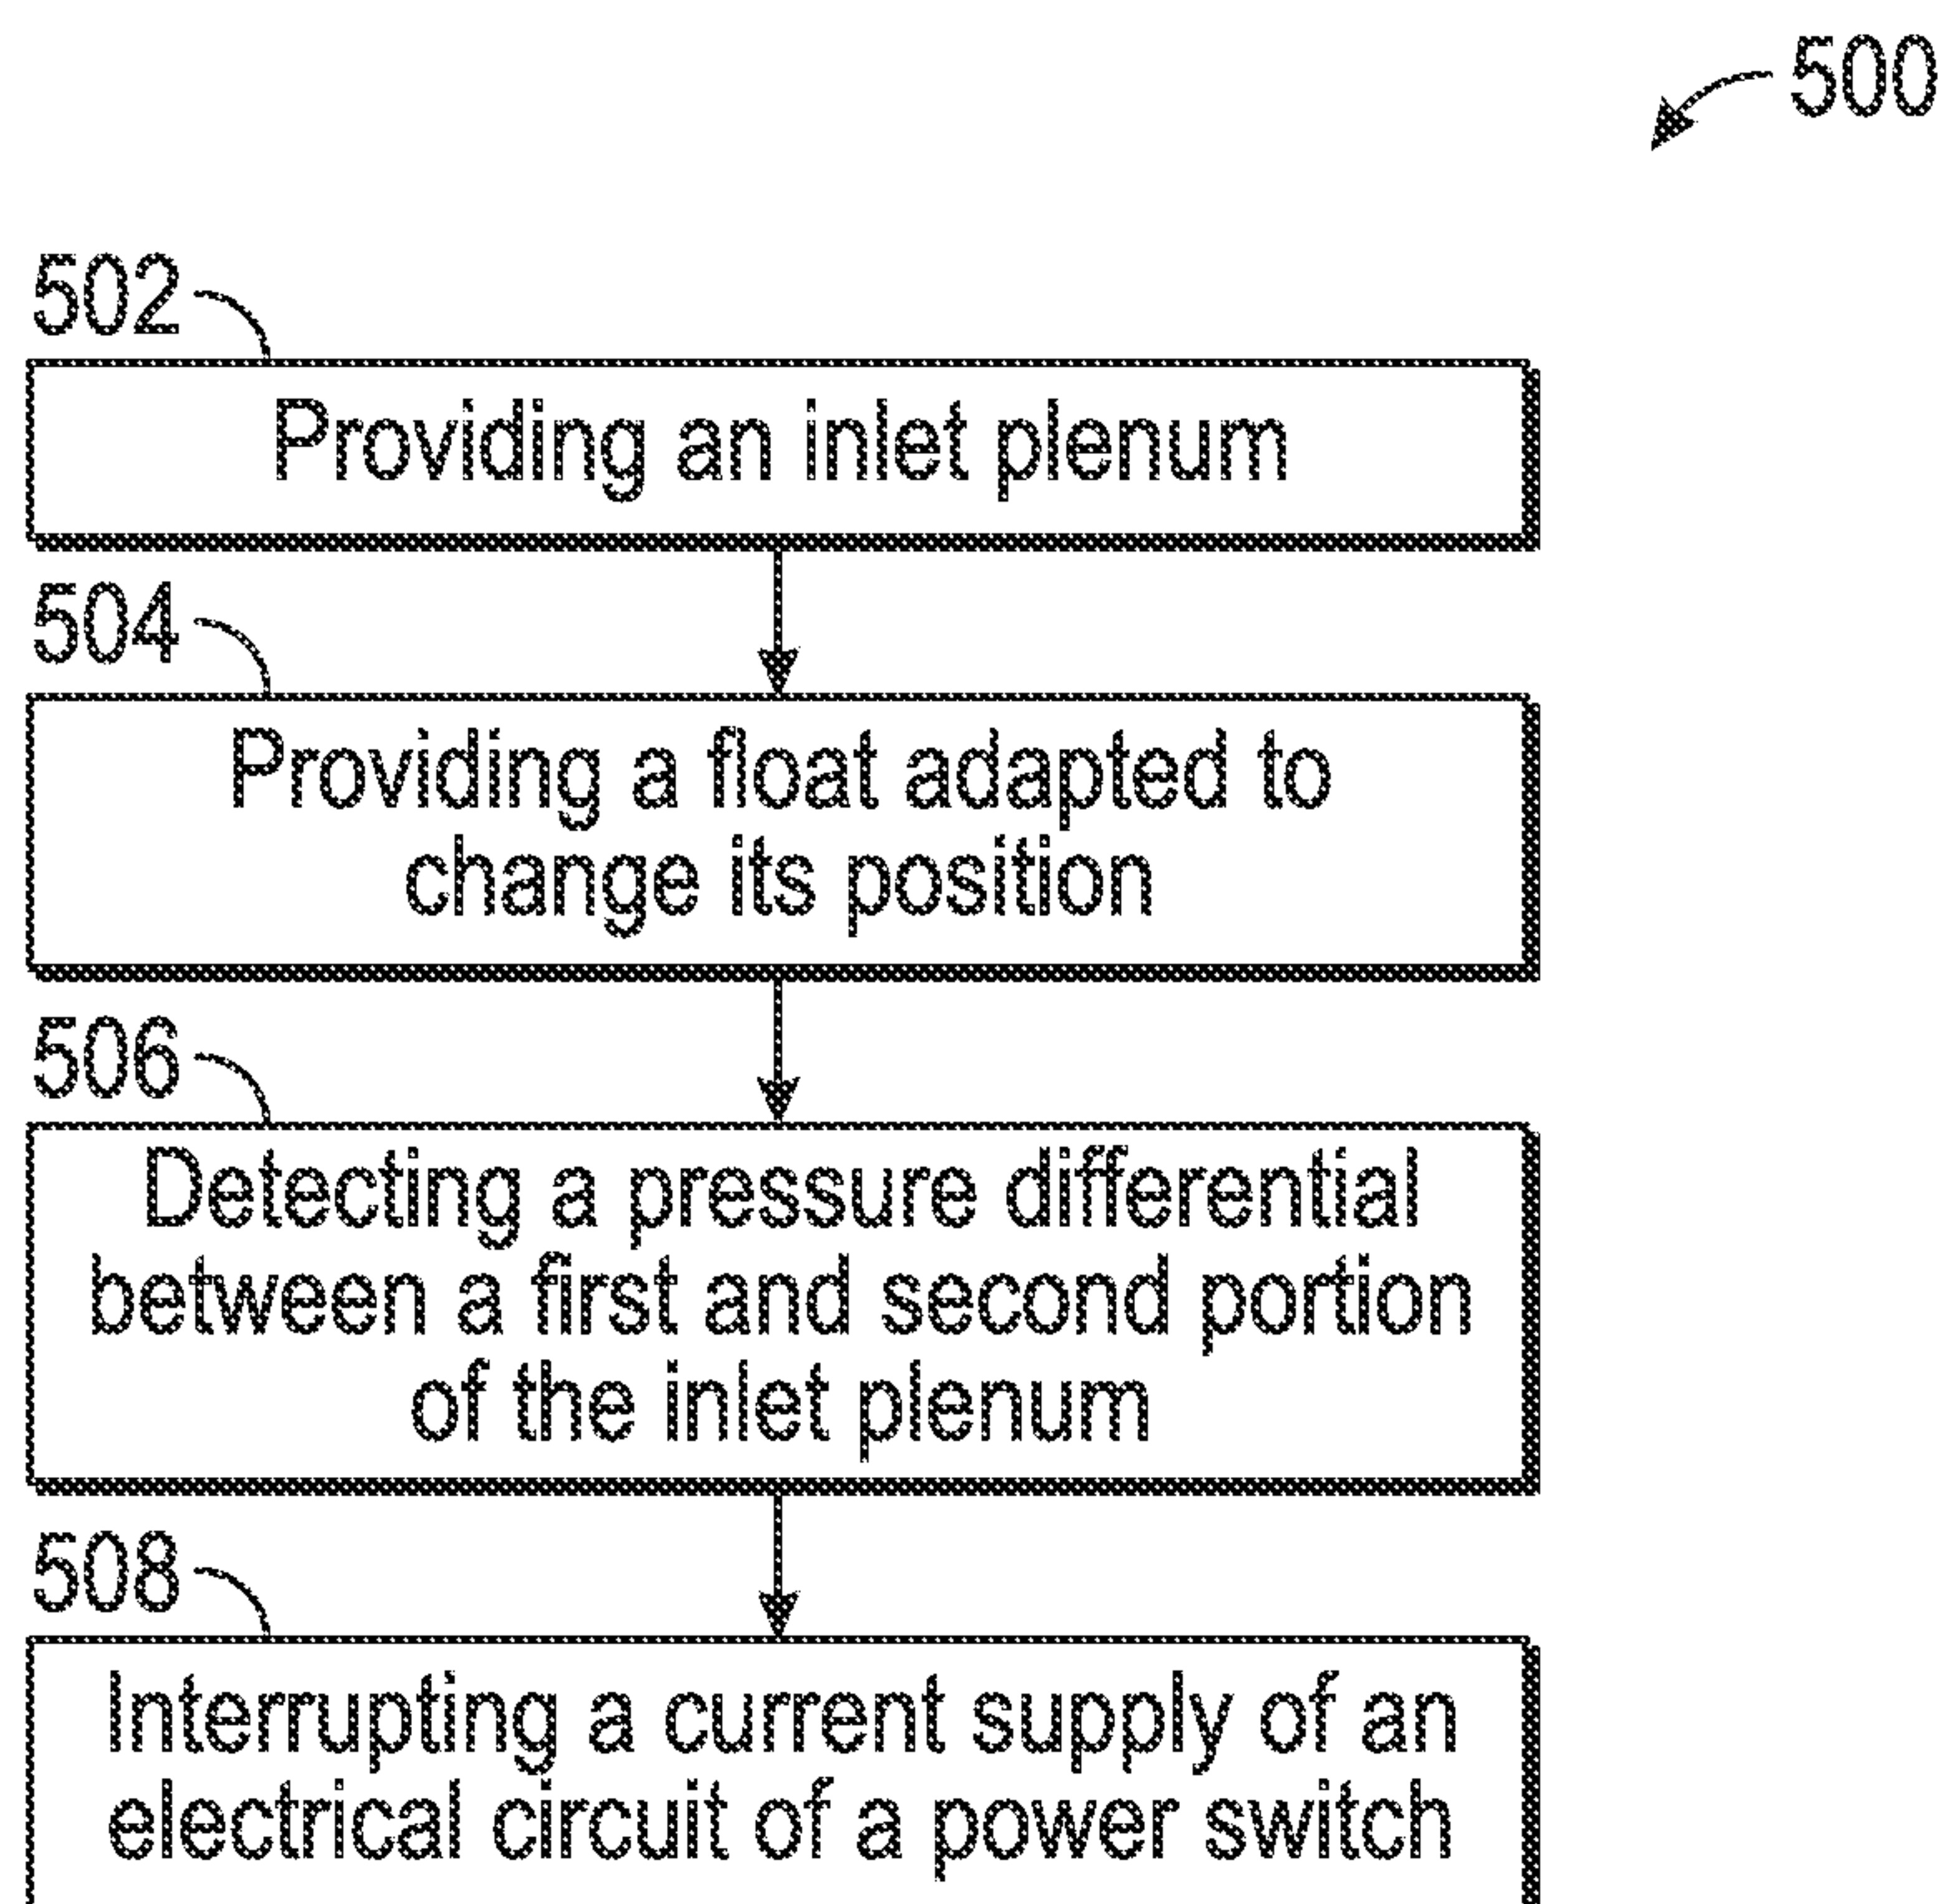 500
502
Providing an inlet plenum
504
Providing a float adapted to
change its position
506
Detecting a pressure differential
between a first and second portion
of the inlet plenum
508
Interrupting a current supply of an
electrical circuit of a power switch